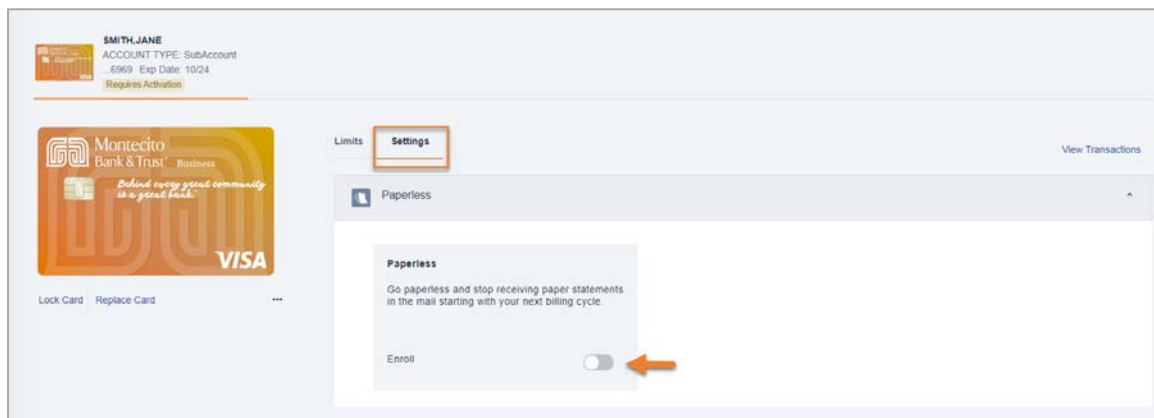 SMITH,JANE
ACCOUNT TYPE: SubAccount
...6969 Exp Date: 10/24
Requires Activation
Montecito
Bank & Trust Business
Behind every great community
is a great bank.
VISA
Lock Card Replace Card ...
Limits Settings
View Transactions
Paperless
Paperless
Go paperless and stop receiving paper statements
in the mail starting with your next billing cycle.
Enroll